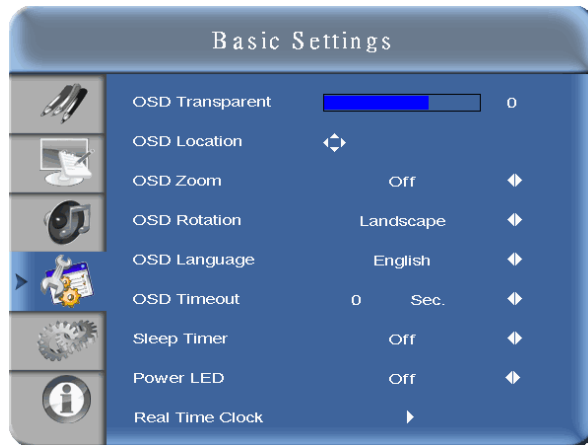 Basic Settings
OSD Transparent 0
OSD Location
OSD Zoom Off
OSD Rotation Landscape
OSD Language English
OSD Timeout 0 Sec.
Sleep Timer Off
Power LED Off
Real Time Clock